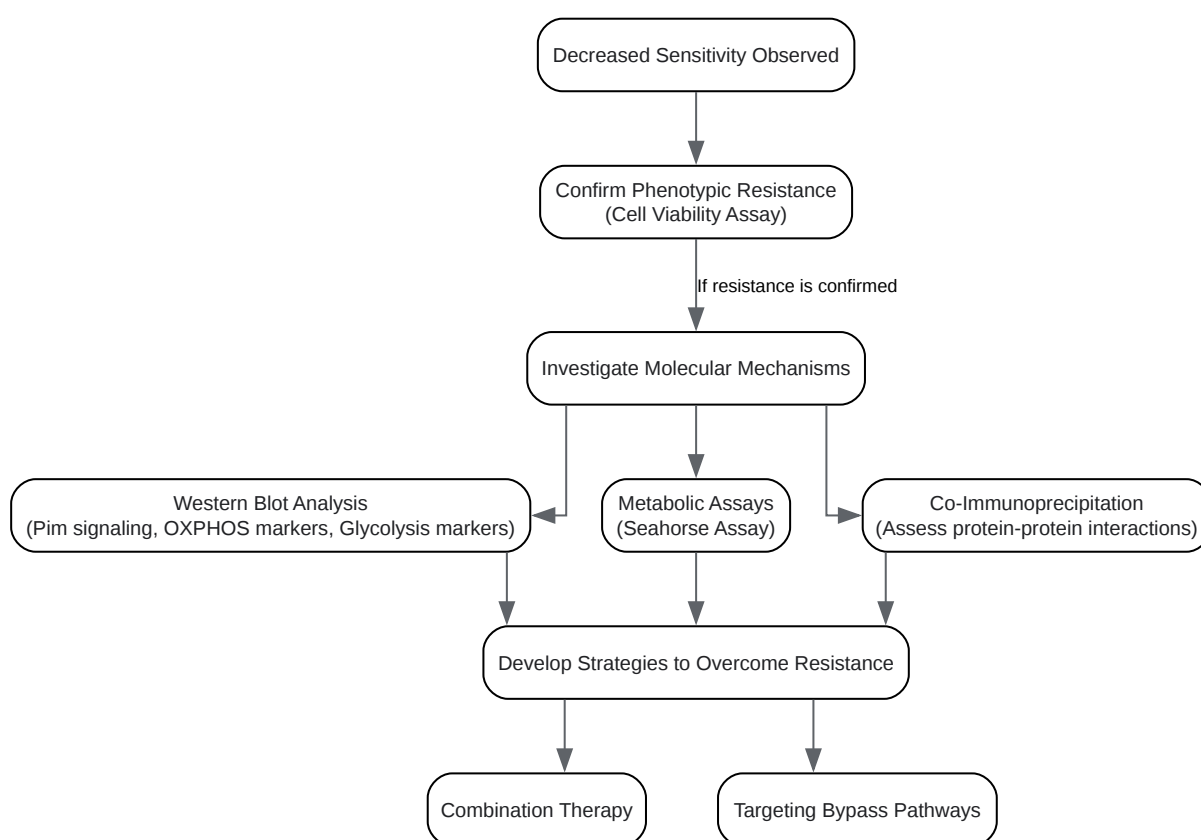 Decreased Sensitivity Observed
Confirm Phenotypic Resistance
(Cell Viability Assay)
If resistance is confirmed
Investigate Molecular Mechanisms
Western Blot Analysis
(Pim signaling, OXPHOS markers, Glycolysis markers)
Metabolic Assays
(Seahorse Assay)
Co-Immunoprecipitation
(Assess protein-protein interactions)
Develop Strategies to Overcome Resistance
Combination Therapy
Targeting Bypass Pathways